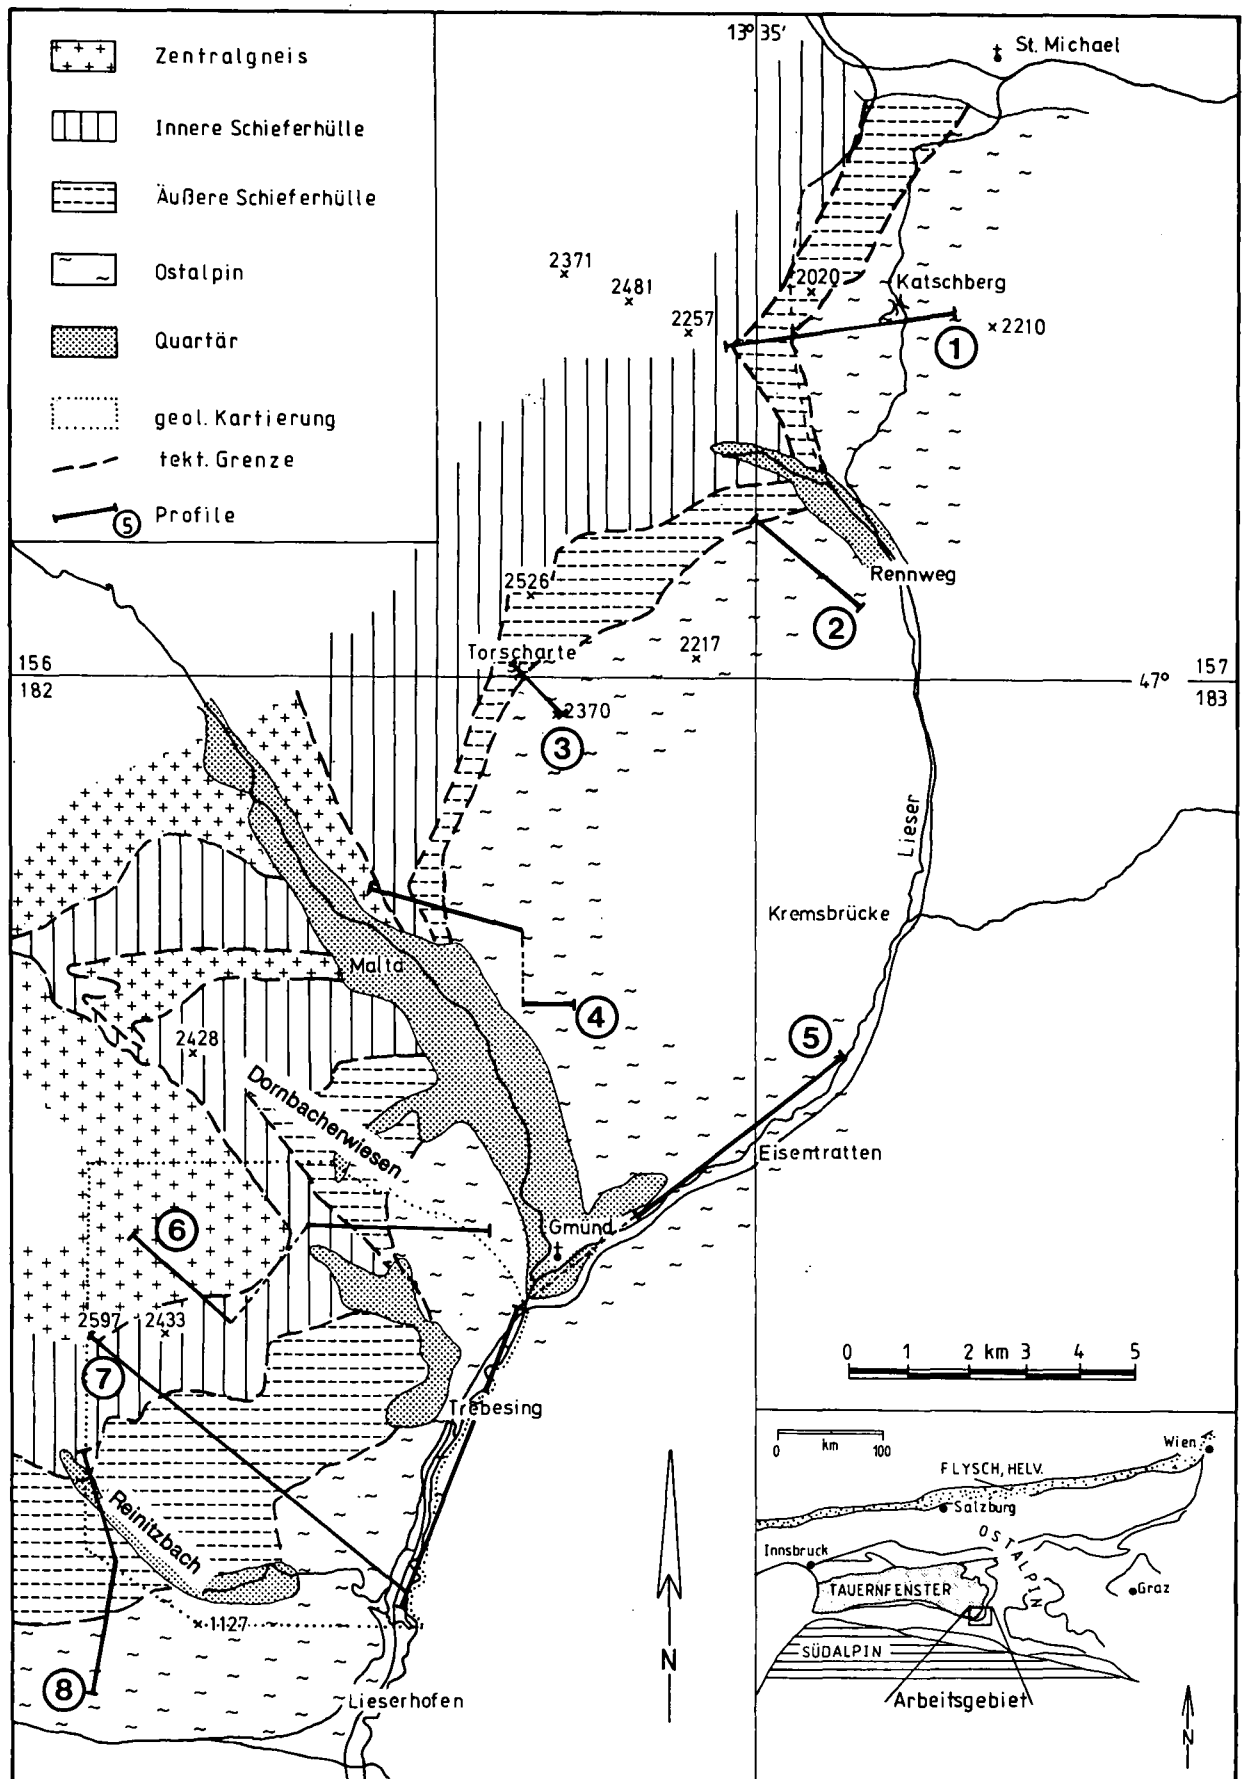 Zentralgneis
Innere Schieferhülle
Äußere Schieferhülle
Ostalpin
Quartär
geol. Kartierung
tekt. Grenze
5 Profile
13° 35'
St. Michael
2371
2481
2257
2020
Katschberg
2210
1
Rennweg
2526
2
2217
Torscharte
156
182
47°
157
183
2370
3
Lieser
Kremsbrücke
Malta
4
2428
5
Dornbacherwiesen
Eisentratten
6
Gmünd
2597
2433
7
0 1 2 km 3 4 5
Trebesing
Reinitzbach
1127
8
Lieserhofen
N
0 km 100
Wien
FLYSCH, HELV.
Salzburg
OSTALPIN
Innsbruck
TAUERNFENSTER
Graz
SÜDALPIN
Arbeitsgebiet
N